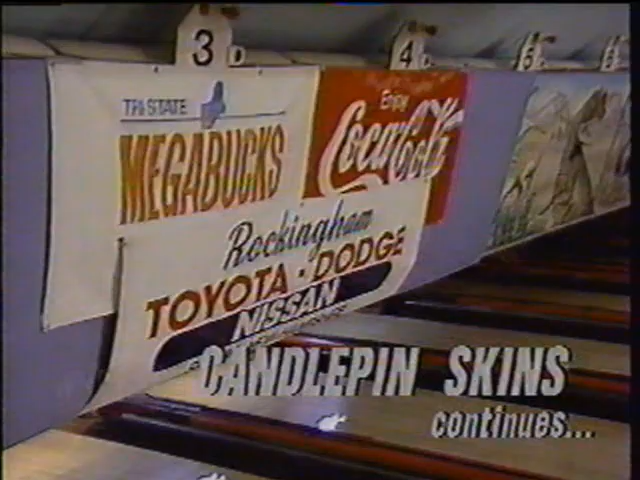 3 D
4 D
5
TRI-STATE
MEGABUCKS
Enjoy
Coca-Cola
Rockingham
TOYOTA · DODGE
NISSAN
CANDLEPIN SKINS
continues...